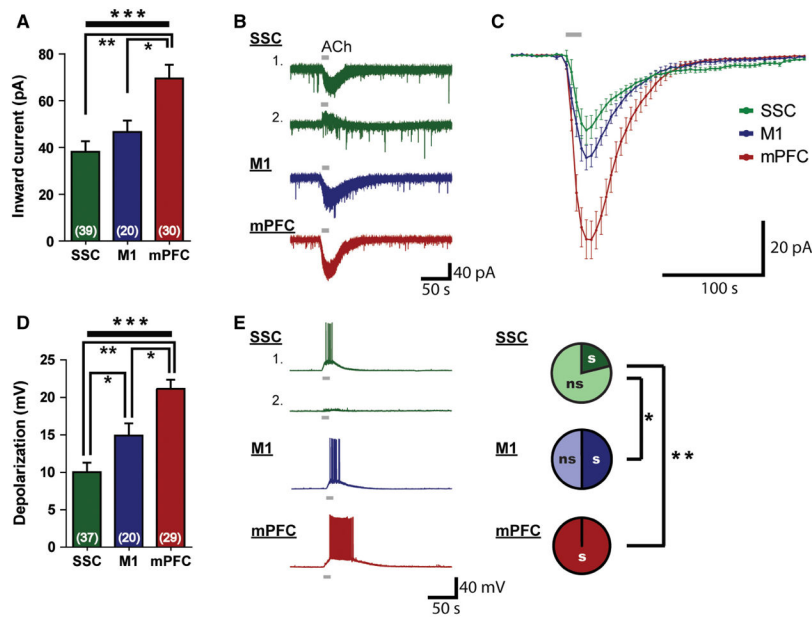 A
***
**
*
Inward current (pA)
80
60
40
20
0
(39)
(20)
(30)
SSC
M1
mPFC
B
SSC
ACh
1.
2.
M1
mPFC
40 pA
50 s
C
SSC
M1
mPFC
20 pA
100 s
D
***
**
*
*
Depolarization (mV)
25
20
15
10
5
0
(37)
(20)
(29)
SSC
M1
mPFC
E
SSC
1.
2.
M1
mPFC
40 mV
50 s
SSC
s
ns
*
**
M1
ns
s
mPFC
s